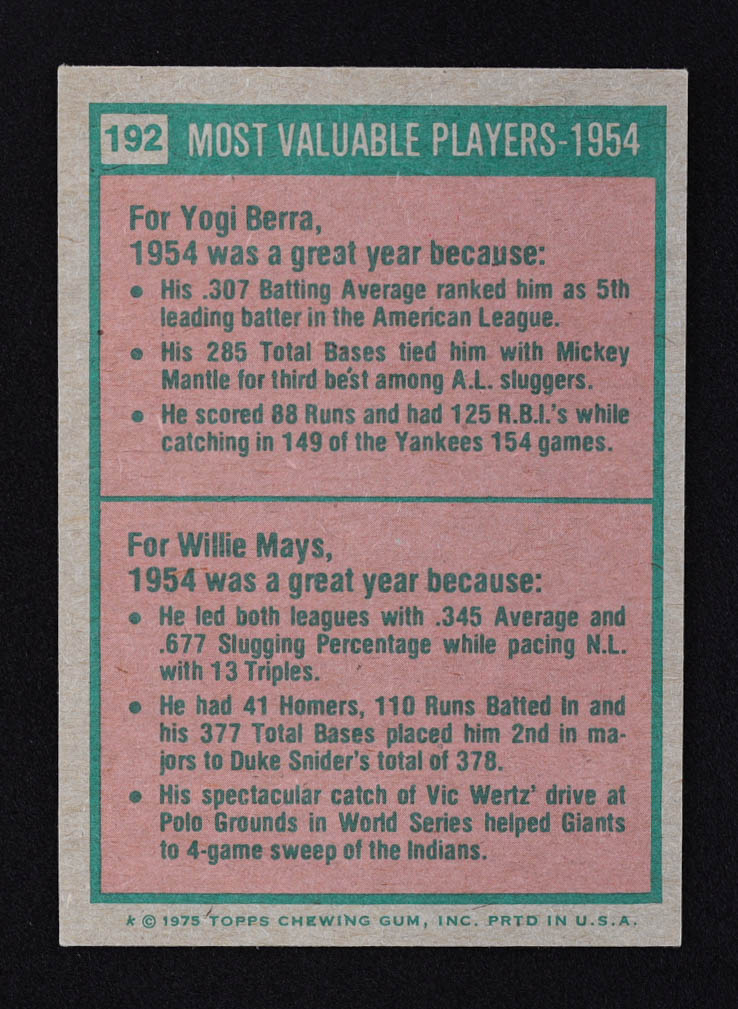 192 MOST VALUABLE PLAYERS-1954
For Yogi Berra,
1954 was a great year because:
• His .307 Batting Average ranked him as 5th
leading batter in the American League.
• His 285 Total Bases tied him with Mickey
Mantle for third best among A.L. sluggers.
• He scored 88 Runs and had 125 R.B.I.'s while
catching in 149 of the Yankees 154 games.
For Willie Mays,
1954 was a great year because:
• He led both leagues with .345 Average and
.677 Slugging Percentage while pacing N.L.
with 13 Triples.
• He had 41 Homers, 110 Runs Batted In and
his 377 Total Bases placed him 2nd in ma-
jors to Duke Snider's total of 378.
• His spectacular catch of Vic Wertz' drive at
Polo Grounds in World Series helped Giants
to 4-game sweep of the Indians.
* © 1975 TOPPS CHEWING GUM, INC. PRTD IN U.S.A.